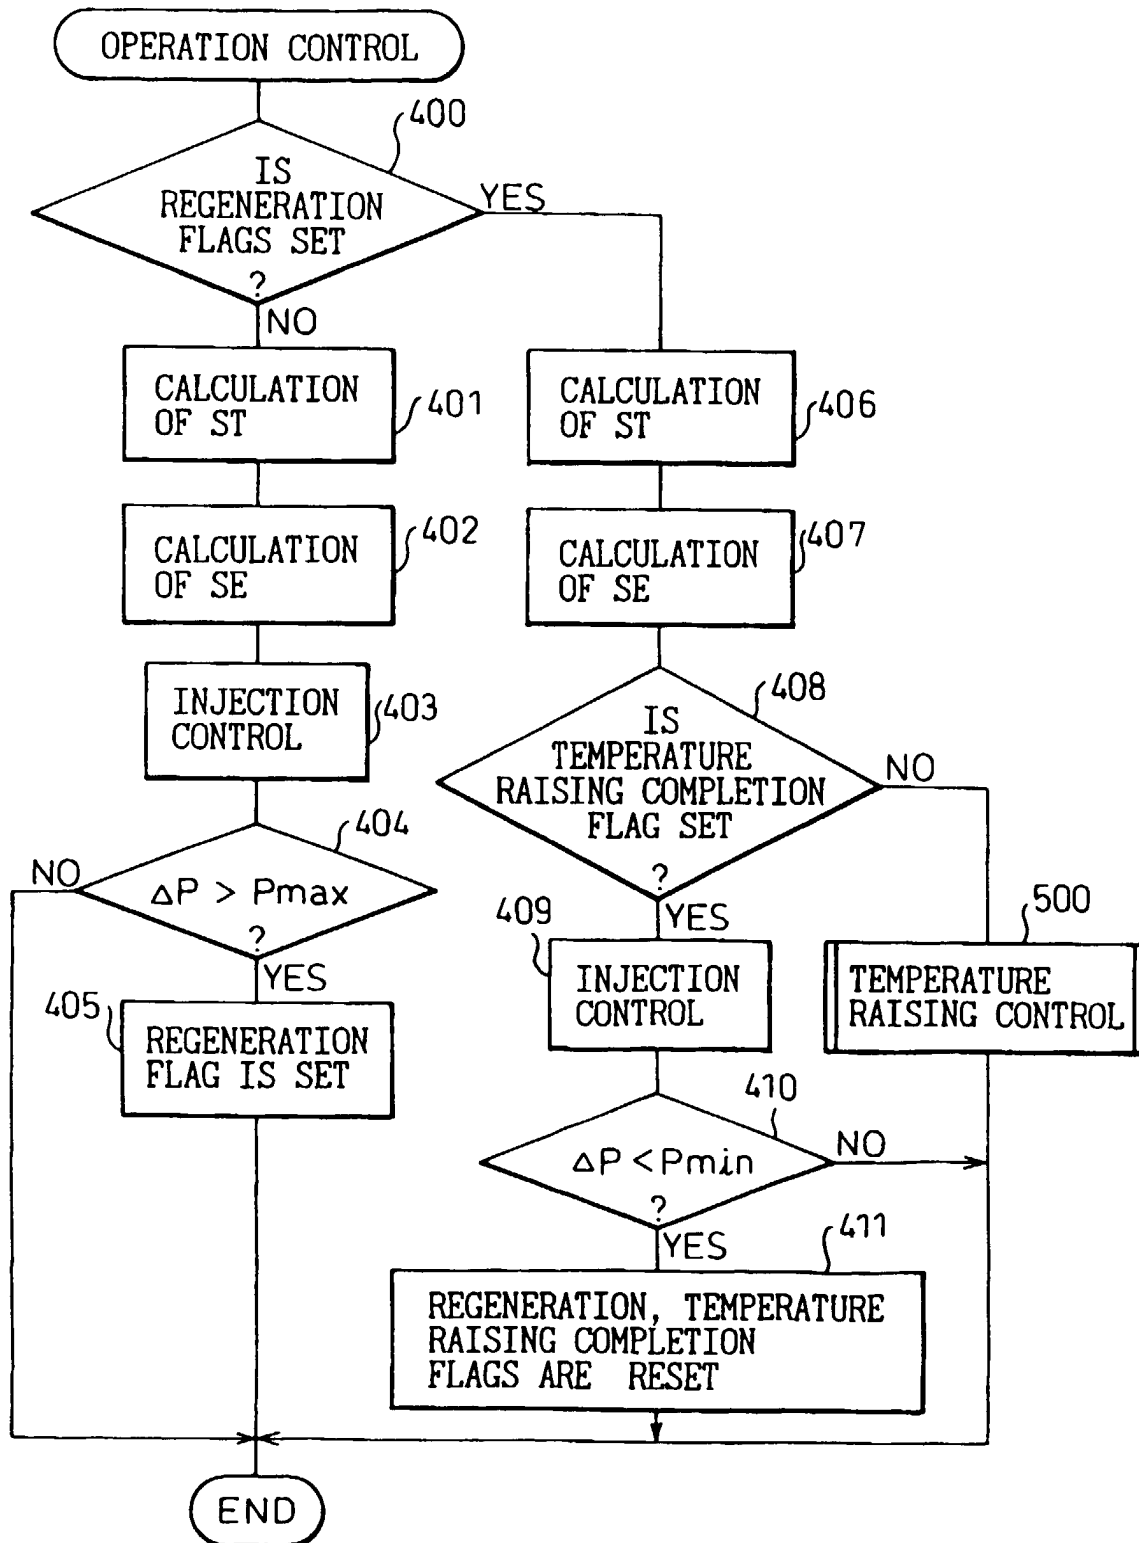 OPERATION CONTROL
400
IS
REGENERATION
FLAGS SET
?
YES
NO
CALCULATION
OF ST
401
CALCULATION
OF SE
402
INJECTION
CONTROL
403
404
NO
ΔP > Pmax
?
YES
405
REGENERATION
FLAG IS SET
CALCULATION
OF ST
406
CALCULATION
OF SE
407
408
IS
TEMPERATURE
RAISING COMPLETION
FLAG SET
?
NO
YES
409
INJECTION
CONTROL
500
TEMPERATURE
RAISING CONTROL
410
ΔP < Pmin
?
NO
YES
411
REGENERATION, TEMPERATURE
RAISING COMPLETION
FLAGS ARE RESET
END